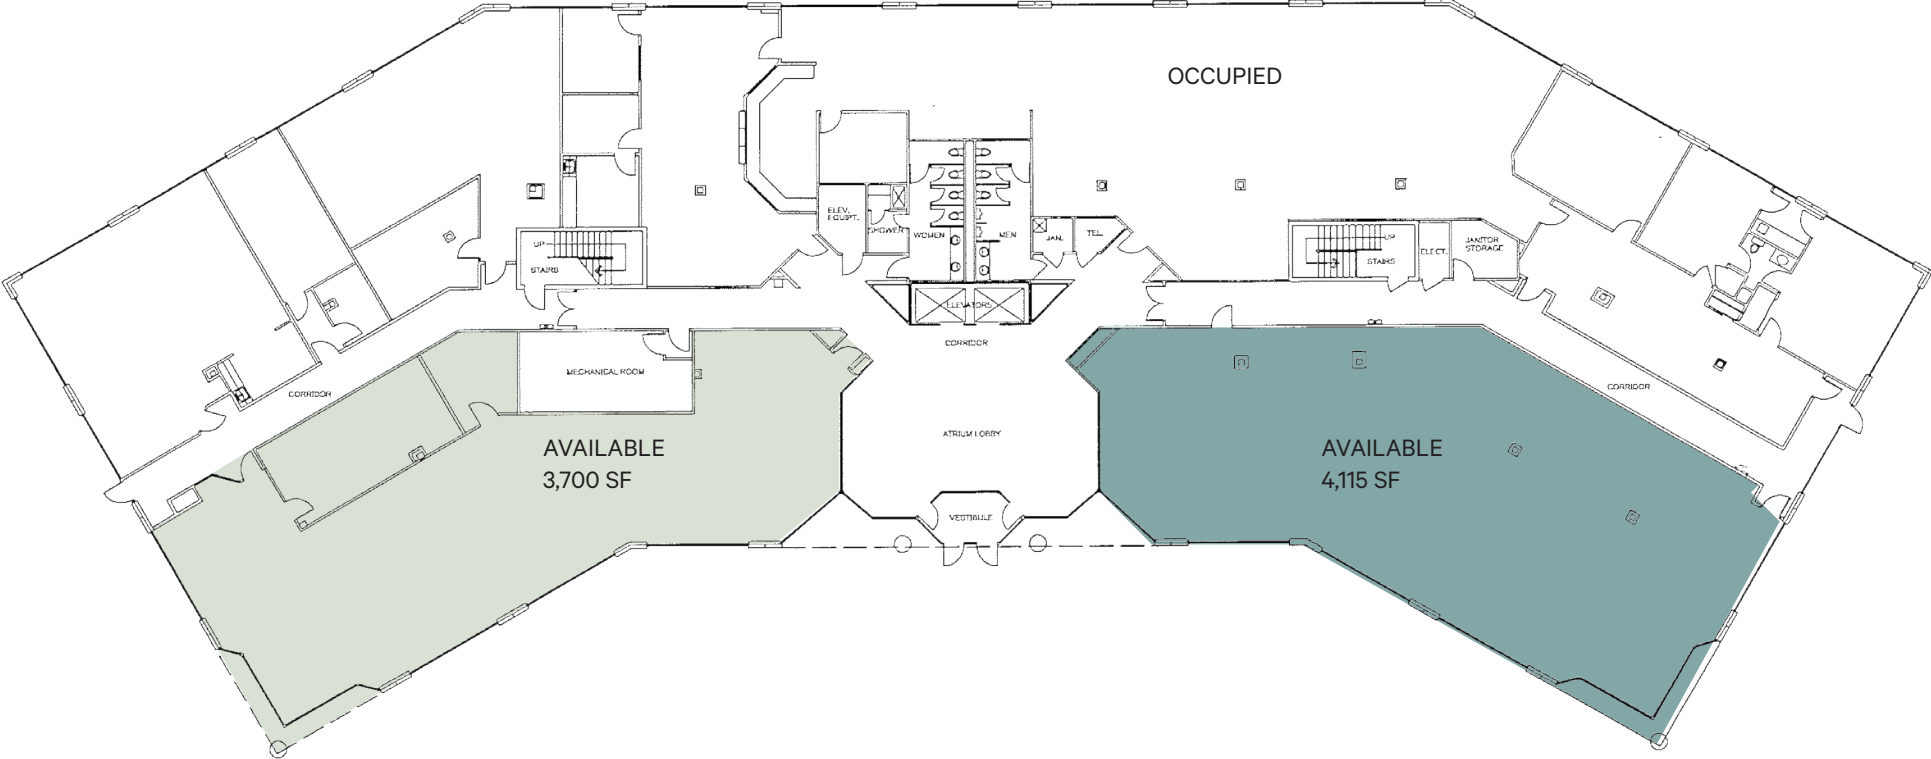 OCCUPIED
ELEV.
EQUIPT.
SHOWER
WOMEN
MEN
JAN.
TEL.
UP
STAIRS
UP
STAIRS
ELECT.
JANITOR
STORAGE
ELEVATORS
CORRIDOR
MECHANICAL ROOM
CORRIDOR
CORRIDOR
ATRIUM LOBBY
AVAILABLE
3,700 SF
AVAILABLE
4,115 SF
VESTIBULE